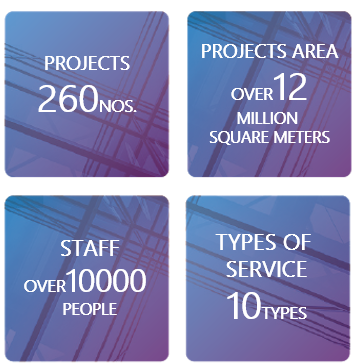 PROJECTS
260NOS.
PROJECTS AREA
OVER12
MILLION
SQUARE METERS
STAFF
OVER10000
PEOPLE
TYPES OF
SERVICE
10TYPES